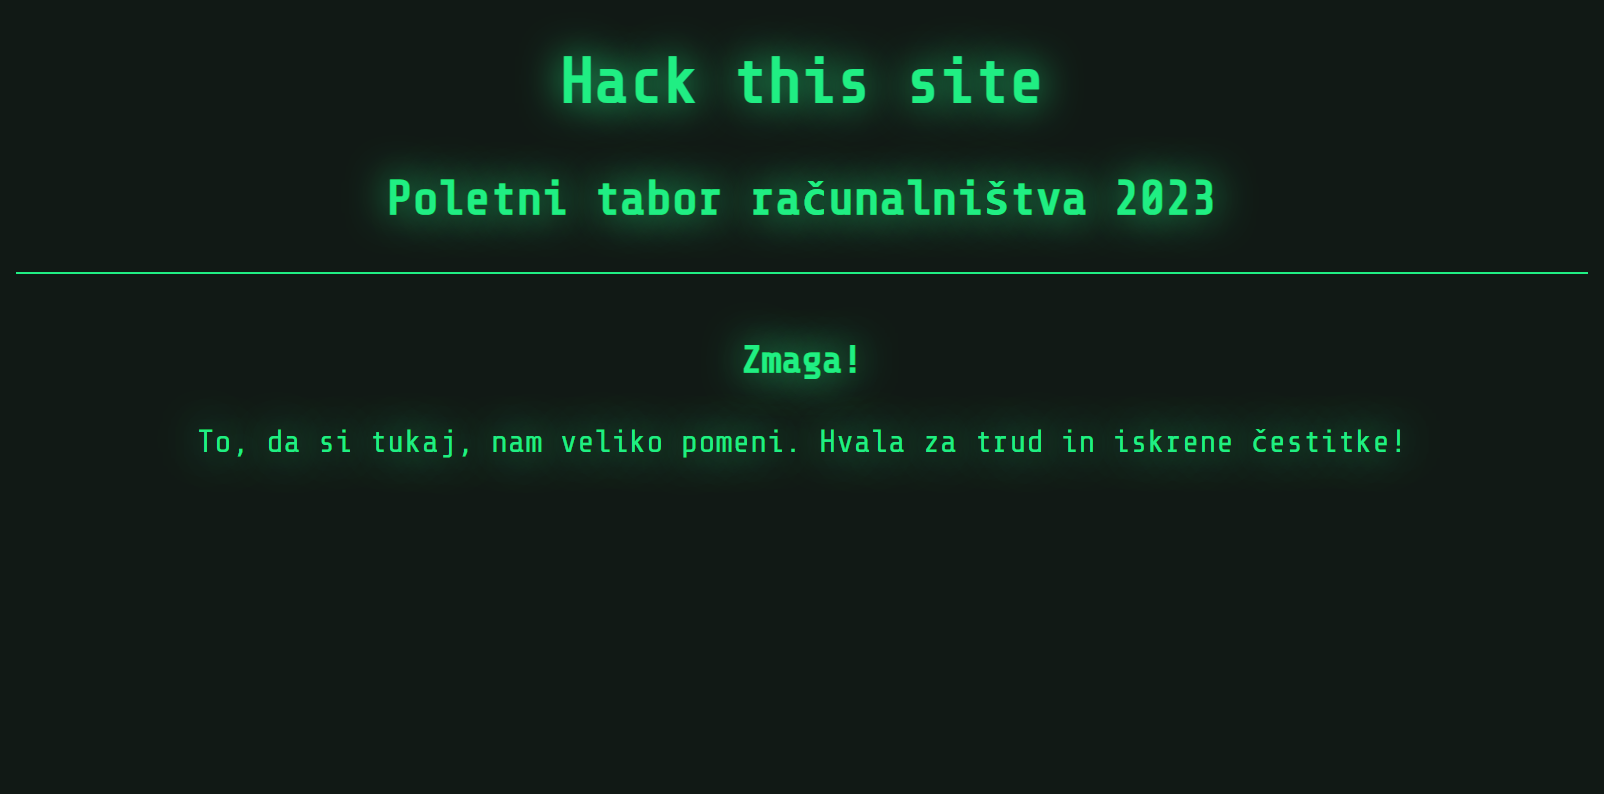 Hack this site
Poletni tabor računalništva 2023
Zmaga!
To, da si tukaj, nam veliko pomeni. Hvala za trud in iskrene čestitke!